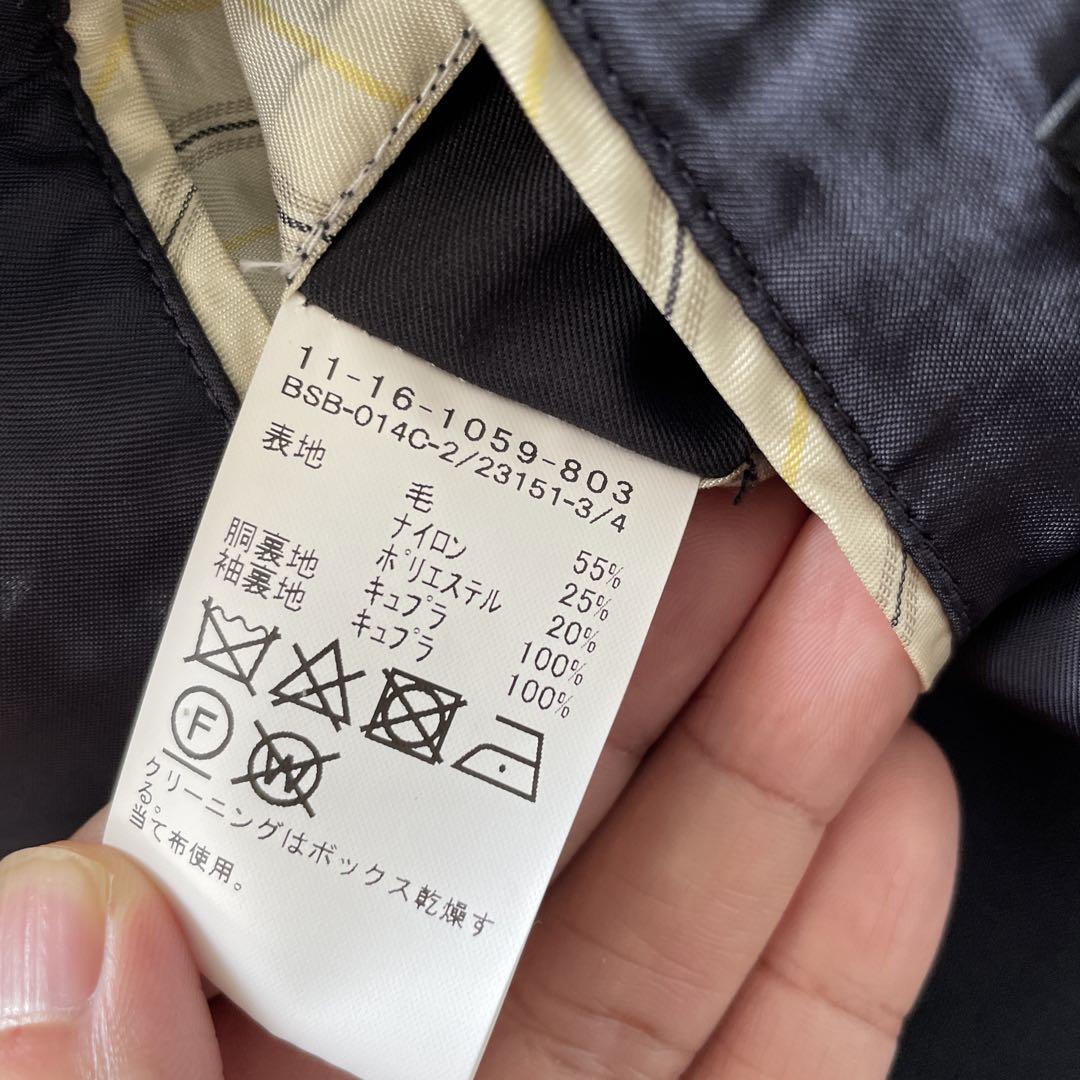 11-16-1059-803
BSB-014C-2/23151-3/4
表地
毛 55%
ナイロン 25%
ポリエステル 20%
胴裏地 キュプラ 100%
袖裏地 キュプラ 100%
F W
クリーニングはボックス乾燥す
る。
当て布使用。